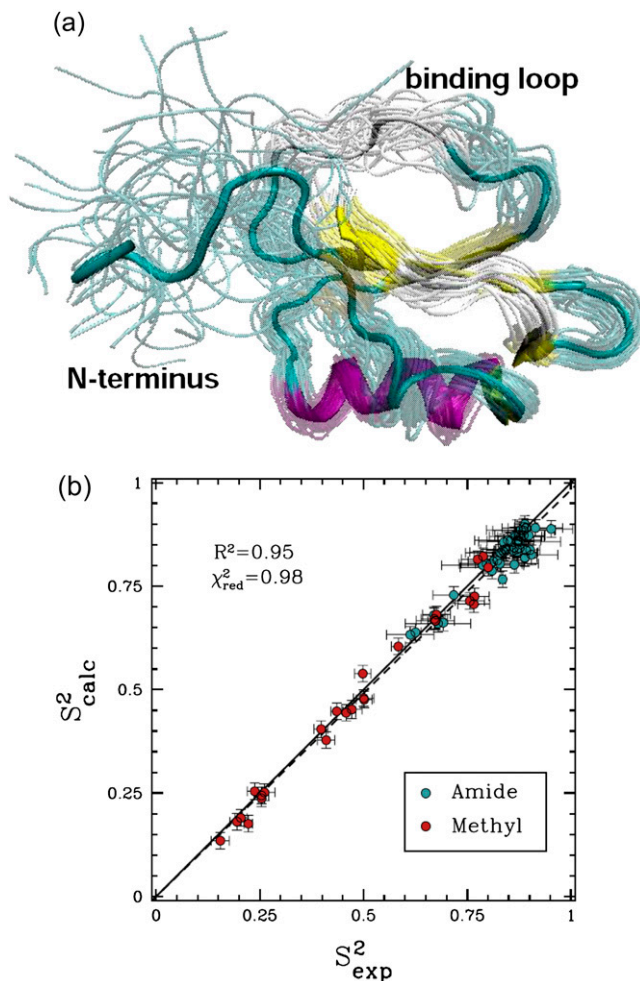 (a)
binding loop
N-terminus
(b)
R²=0.95
χ²red=0.98
S²calc
1
0.75
0.5
0.25
0
Amide
Methyl
0
0.25
0.5
0.75
1
S²exp